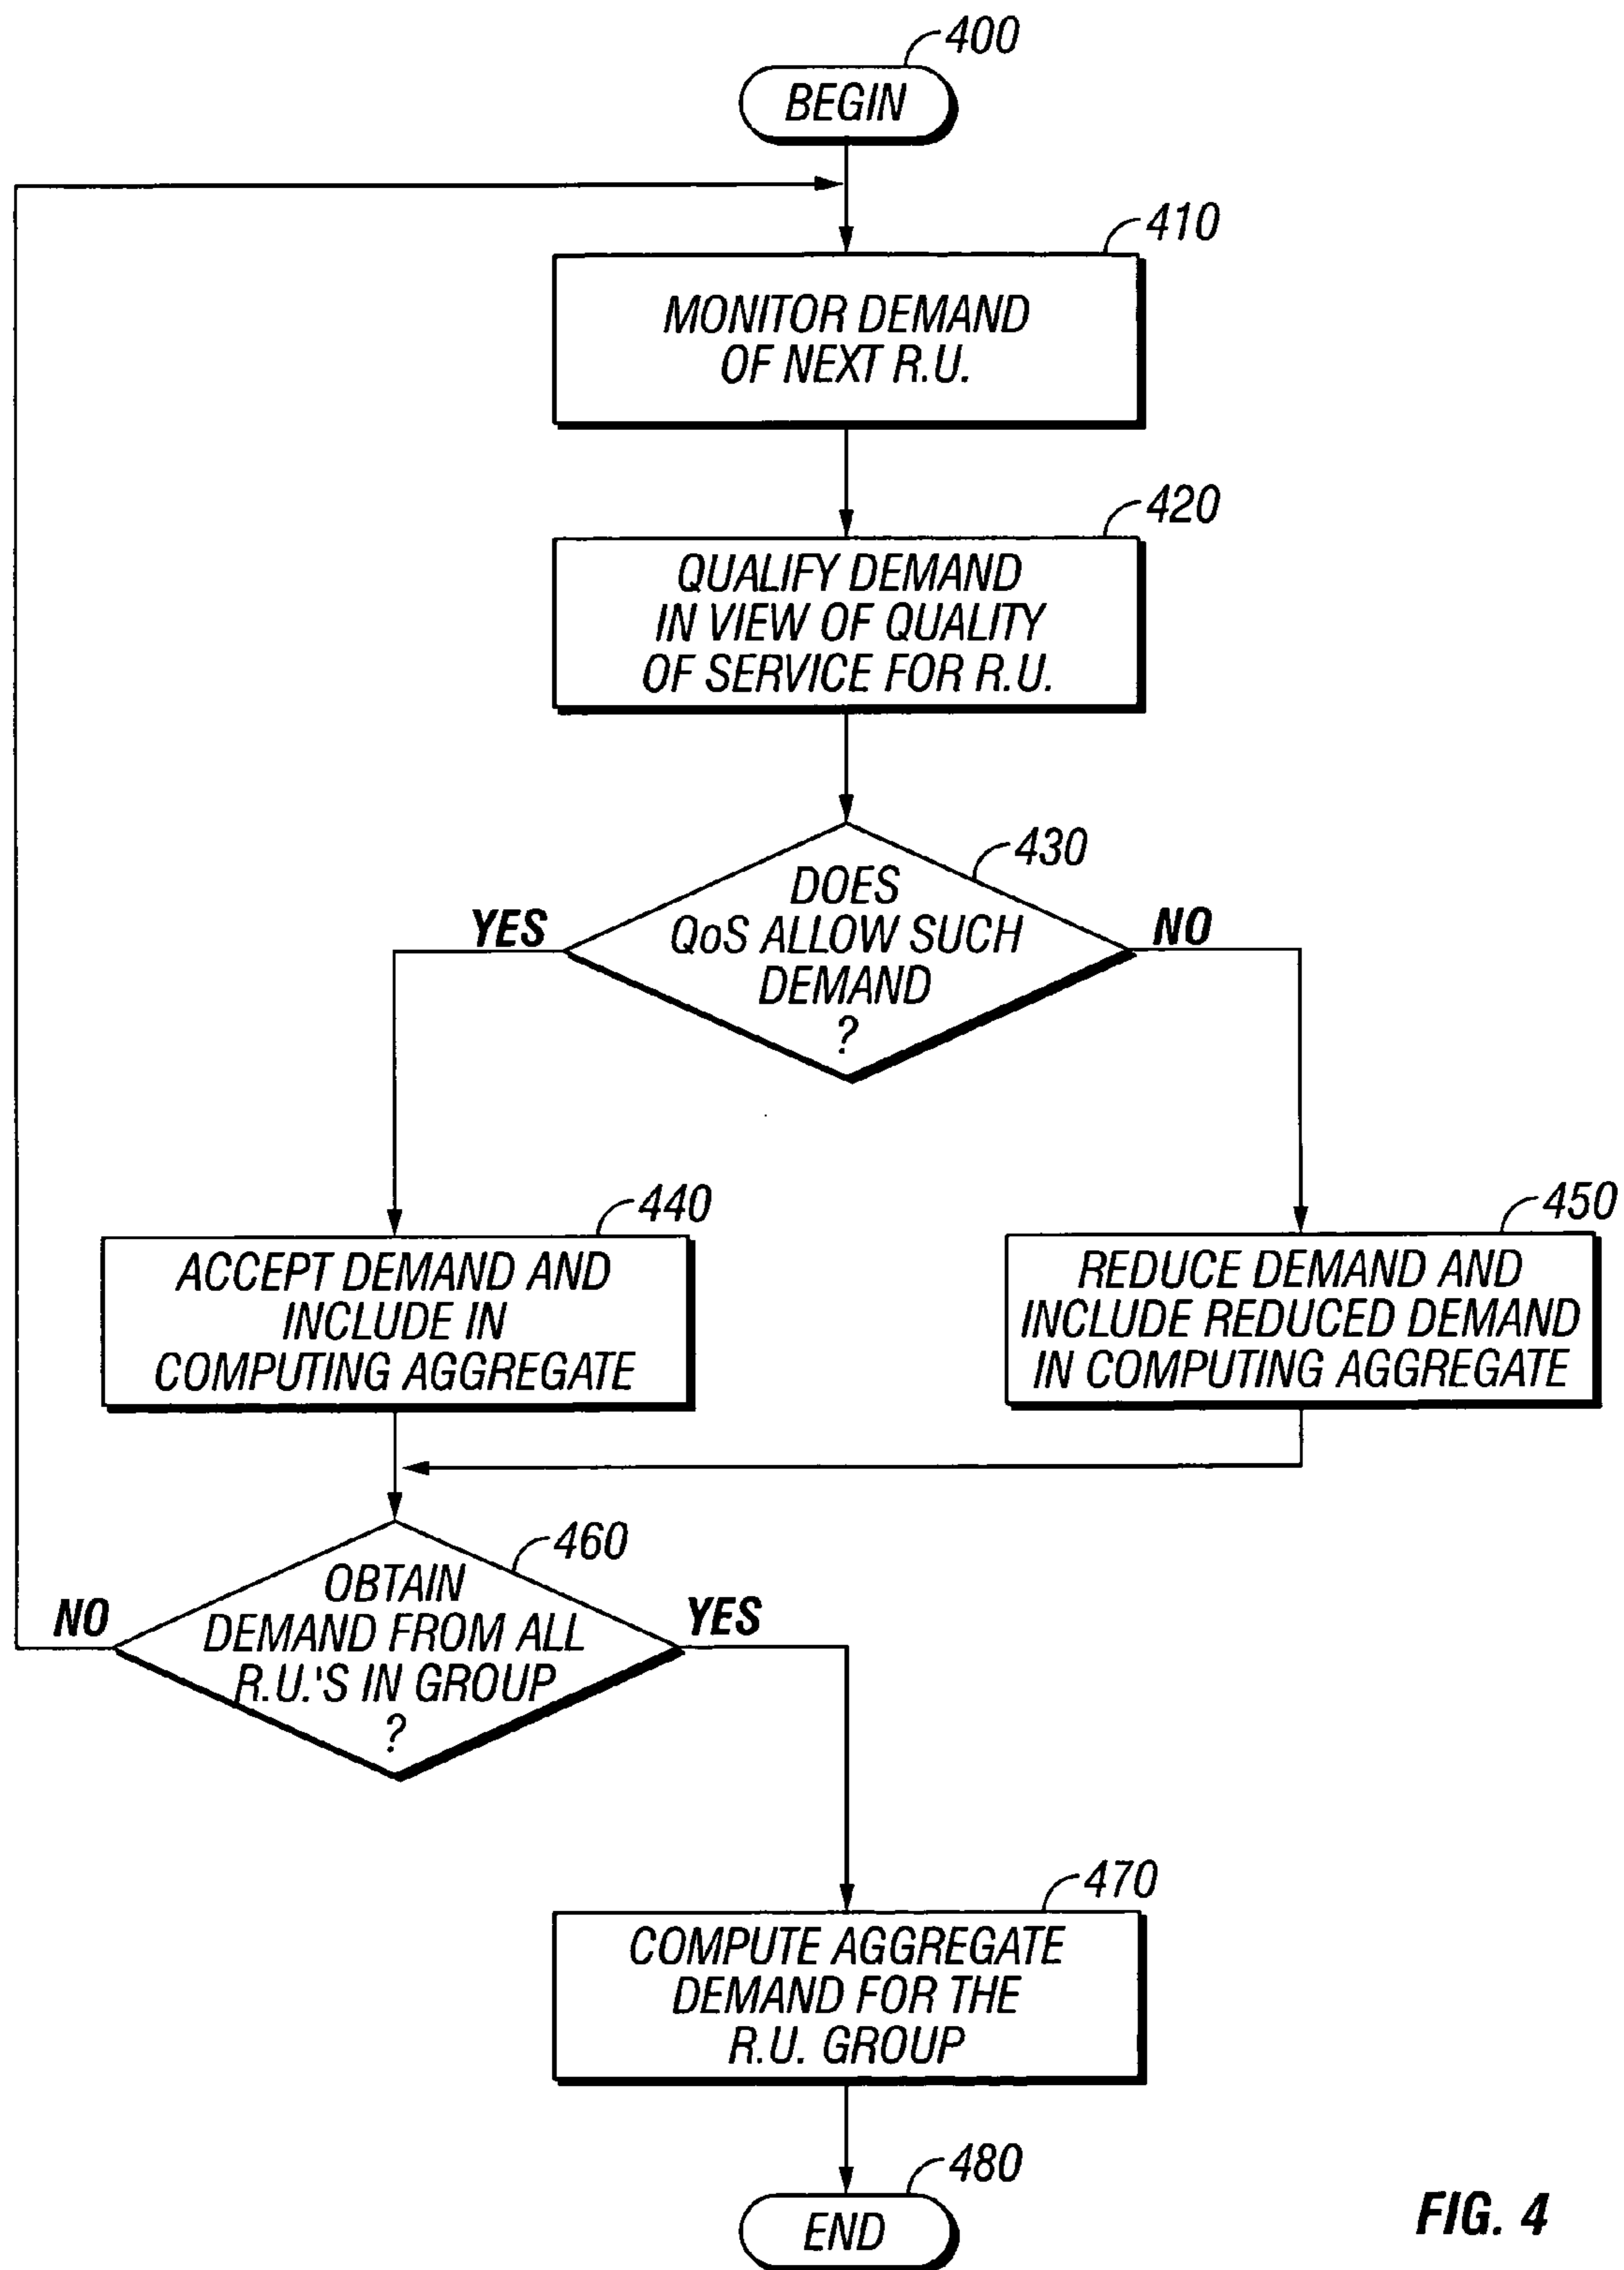 400
BEGIN
410
MONITOR DEMAND
OF NEXT R.U.
420
QUALIFY DEMAND
IN VIEW OF QUALITY
OF SERVICE FOR R.U.
430
DOES
QoS ALLOW SUCH
DEMAND
?
YES
NO
440
ACCEPT DEMAND AND
INCLUDE IN
COMPUTING AGGREGATE
450
REDUCE DEMAND AND
INCLUDE REDUCED DEMAND
IN COMPUTING AGGREGATE
460
OBTAIN
DEMAND FROM ALL
R.U.'S IN GROUP
?
NO
YES
470
COMPUTE AGGREGATE
DEMAND FOR THE
R.U. GROUP
480
END
FIG. 4